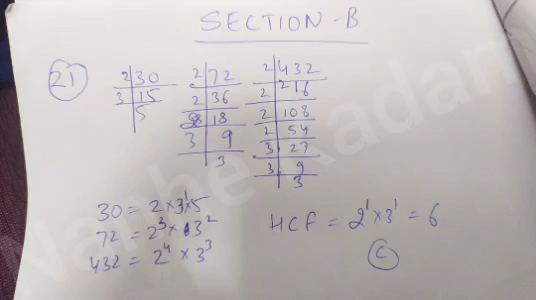 SECTION-B
21
2 30
3 15
5
2 72
2 36
2 18
3 9
3
2 432
2 216
2 108
2 54
3 27
3 9
3
30 = 2×3¹×5
72 = 2³×3²
432 = 2⁴×3³
HCF = 2¹×3¹ = 6
C